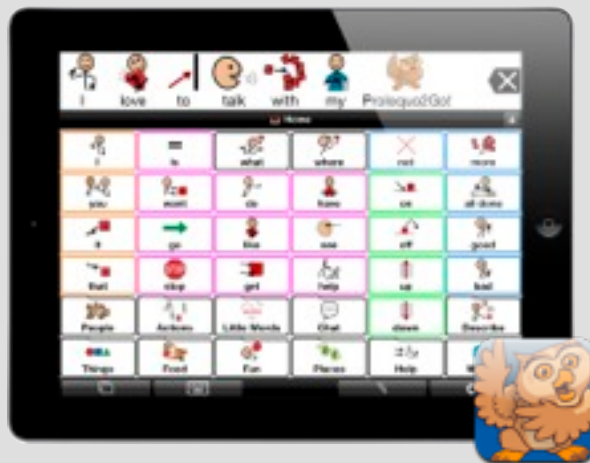 I love to talk with my Proloquo2Go!
Home
I is what where not more
you want do have on all done
it go like see off good
that stop get help up bad
People Actions Little Words Chat down Describe
Things Food Fun Places Help